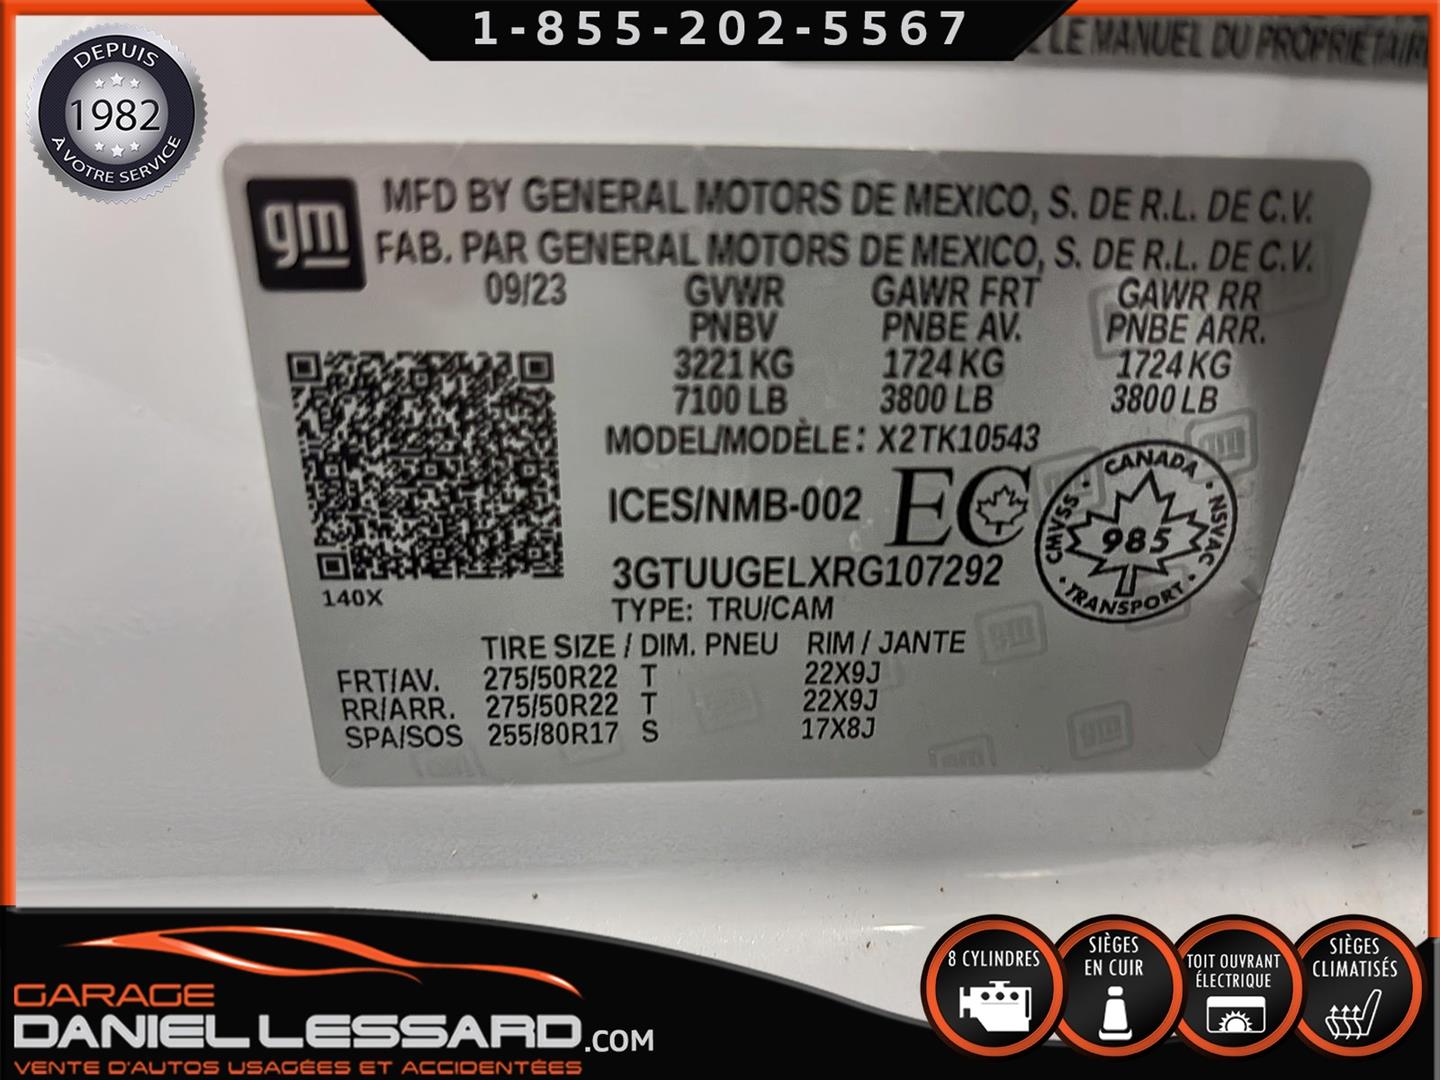 1-855-202-5567
LE MANUEL DU PROPRIÉTAIRE
DEPUIS
1982
À VOTRE SERVICE
gm
MFD BY GENERAL MOTORS DE MEXICO, S. DE R.L. DE C.V.
FAB. PAR GENERAL MOTORS DE MEXICO, S. DE R.L. DE C.V.
09/23 GVWR GAWR FRT GAWR RR
PNBV PNBE AV. PNBE ARR.
3221 KG 1724 KG 1724 KG
7100 LB 3800 LB 3800 LB
MODEL/MODÈLE: X2TK10543
ICES/NMB-002 EC
CANADA
CMVSS 985 NSVAC
TRANSPORT
3GTUUGELXRG107292
140X
TYPE: TRU/CAM
TIRE SIZE / DIM. PNEU RIM / JANTE
FRT/AV. 275/50R22 T 22X9J
RR/ARR. 275/50R22 T 22X9J
SPA/SOS 255/80R17 S 17X8J
GARAGE
DANIEL LESSARD.COM
VENTE D'AUTOS USAGÉES ET ACCIDENTÉES
8 CYLINDRES
SIÈGES
EN CUIR
TOIT OUVRANT
ÉLECTRIQUE
SIÈGES
CLIMATISÉS